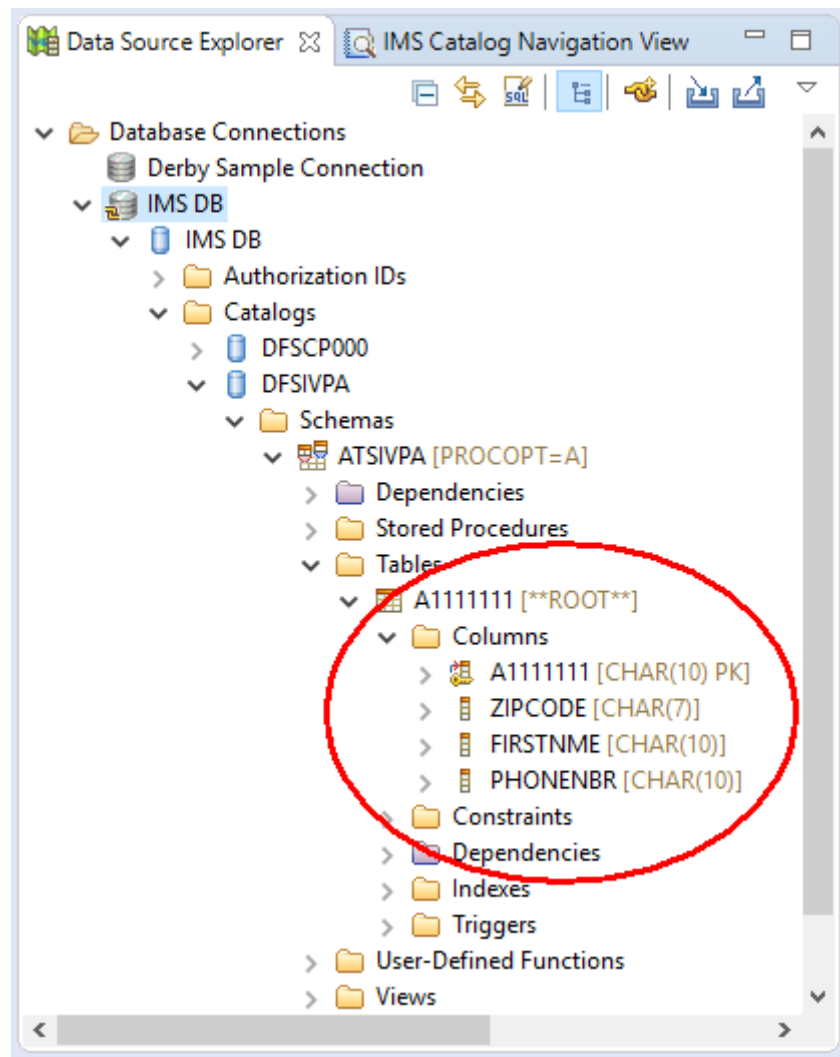 Data Source Explorer IMS Catalog Navigation View
SQL
Database Connections
Derby Sample Connection
IMS DB
IMS DB
Authorization IDs
Catalogs
DFSCP000
DFSIVPA
Schemas
ATSIVPA [PROCOPT=A]
Dependencies
Stored Procedures
Tables
A1111111 [**ROOT**]
Columns
A1111111 [CHAR(10) PK]
ZIPCODE [CHAR(7)]
FIRSTNME [CHAR(10)]
PHONENBR [CHAR(10)]
Constraints
Dependencies
Indexes
Triggers
User-Defined Functions
Views